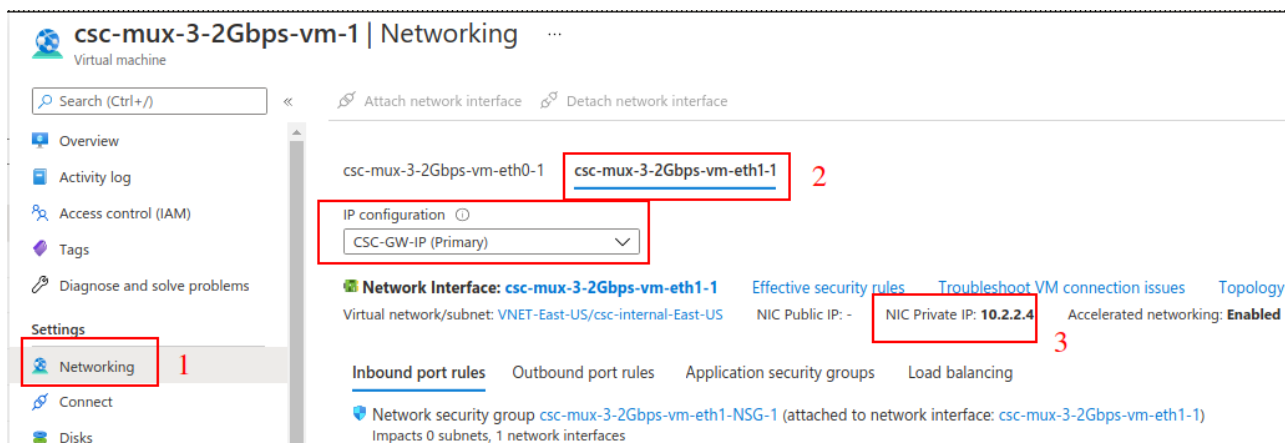 csc-mux-3-2Gbps-vm-1 | Networking ...
Virtual machine
Search (Ctrl+/) «
Attach network interface Detach network interface
Overview
Activity log
Access control (IAM)
Tags
Diagnose and solve problems
Settings
Networking 1
Connect
Disks
csc-mux-3-2Gbps-vm-eth0-1 csc-mux-3-2Gbps-vm-eth1-1 2
IP configuration
CSC-GW-IP (Primary)
Network Interface: csc-mux-3-2Gbps-vm-eth1-1 Effective security rules Troubleshoot VM connection issues Topology
Virtual network/subnet: VNET-East-US/csc-internal-East-US NIC Public IP: - NIC Private IP: 10.2.2.4 Accelerated networking: Enabled
3
Inbound port rules Outbound port rules Application security groups Load balancing
Network security group csc-mux-3-2Gbps-vm-eth1-NSG-1 (attached to network interface: csc-mux-3-2Gbps-vm-eth1-1)
Impacts 0 subnets, 1 network interfaces